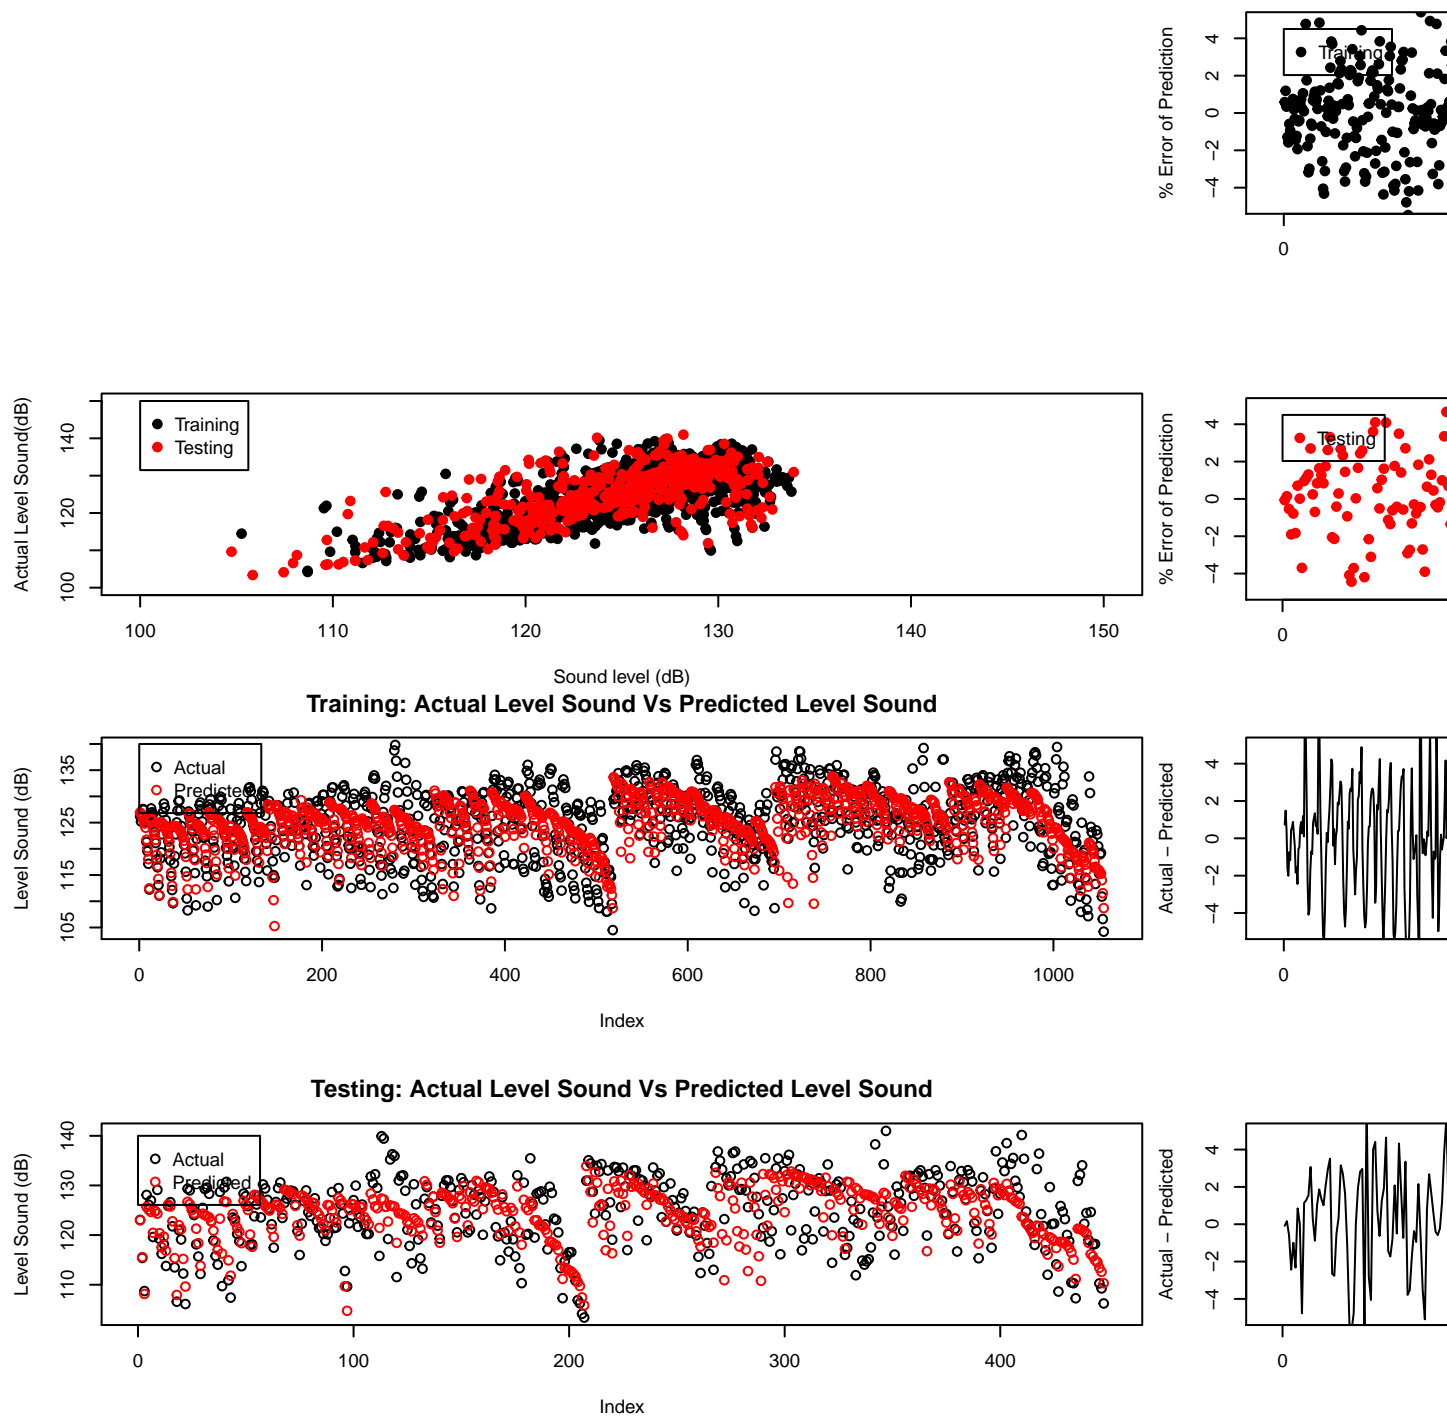 % Error of Prediction
4
2
0
−2
−4
Training
0
Actual Level Sound(dB)
140
120
100
Training
Testing
100 110 120 130 140 150
Sound level (dB)
% Error of Prediction
4
2
0
−2
−4
Testing
0
Training: Actual Level Sound Vs Predicted Level Sound
Level Sound (dB)
135
125
115
105
Actual
Predicted
0 200 400 600 800 1000
Index
Actual − Predicted
4
2
0
−2
−4
0
Testing: Actual Level Sound Vs Predicted Level Sound
Level Sound (dB)
140
130
120
110
Actual
Predicted
0 100 200 300 400
Index
Actual − Predicted
4
2
0
−2
−4
0